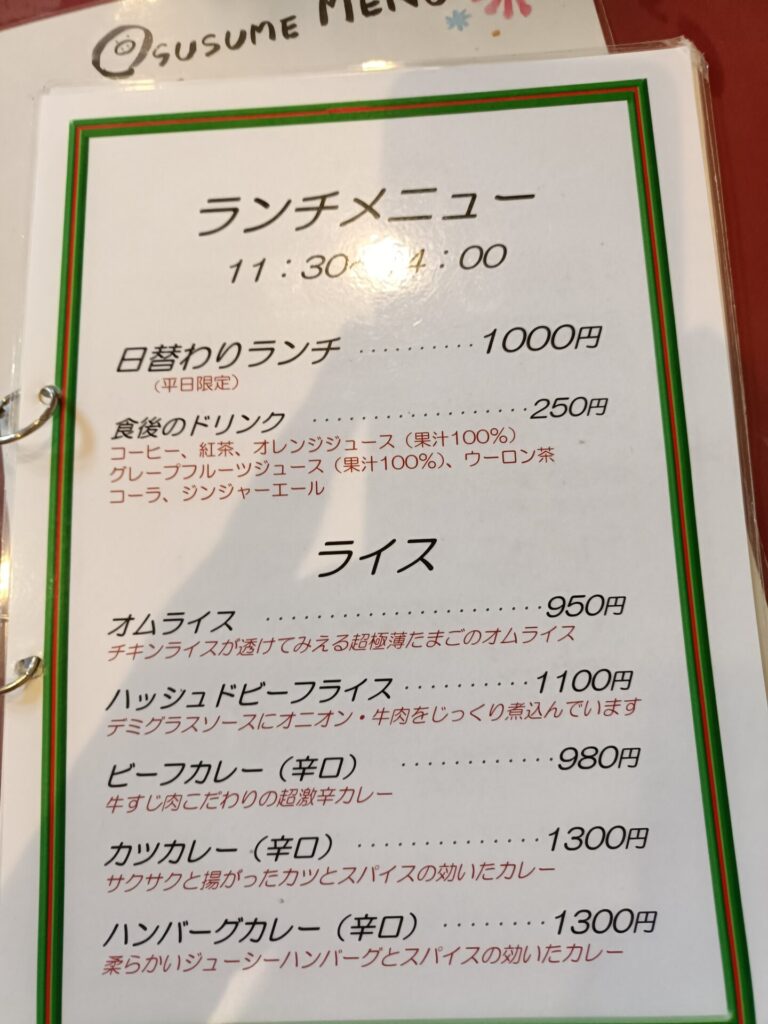 OSUSUME MENU
ランチメニュー
11：30～14：00
日替わりランチ ·········· 1000円
（平日限定）
食後のドリンク ···················· 250円
コーヒー、紅茶、オレンジジュース（果汁100％）
グレープフルーツジュース（果汁100％）、ウーロン茶
コーラ、ジンジャーエール
ライス
オムライス ························ 950円
チキンライスが透けてみえる超極薄たまごのオムライス
ハッシュドビーフライス ·········· 1100円
デミグラスソースにオニオン・牛肉をじっくり煮込んでいます
ビーフカレー（辛口） ············ 980円
牛すじ肉こだわりの超激辛カレー
カツカレー（辛口） ·············· 1300円
サクサクと揚がったカツとスパイスの効いたカレー
ハンバーグカレー（辛口） ········ 1300円
柔らかいジューシーハンバーグとスパイスの効いたカレー